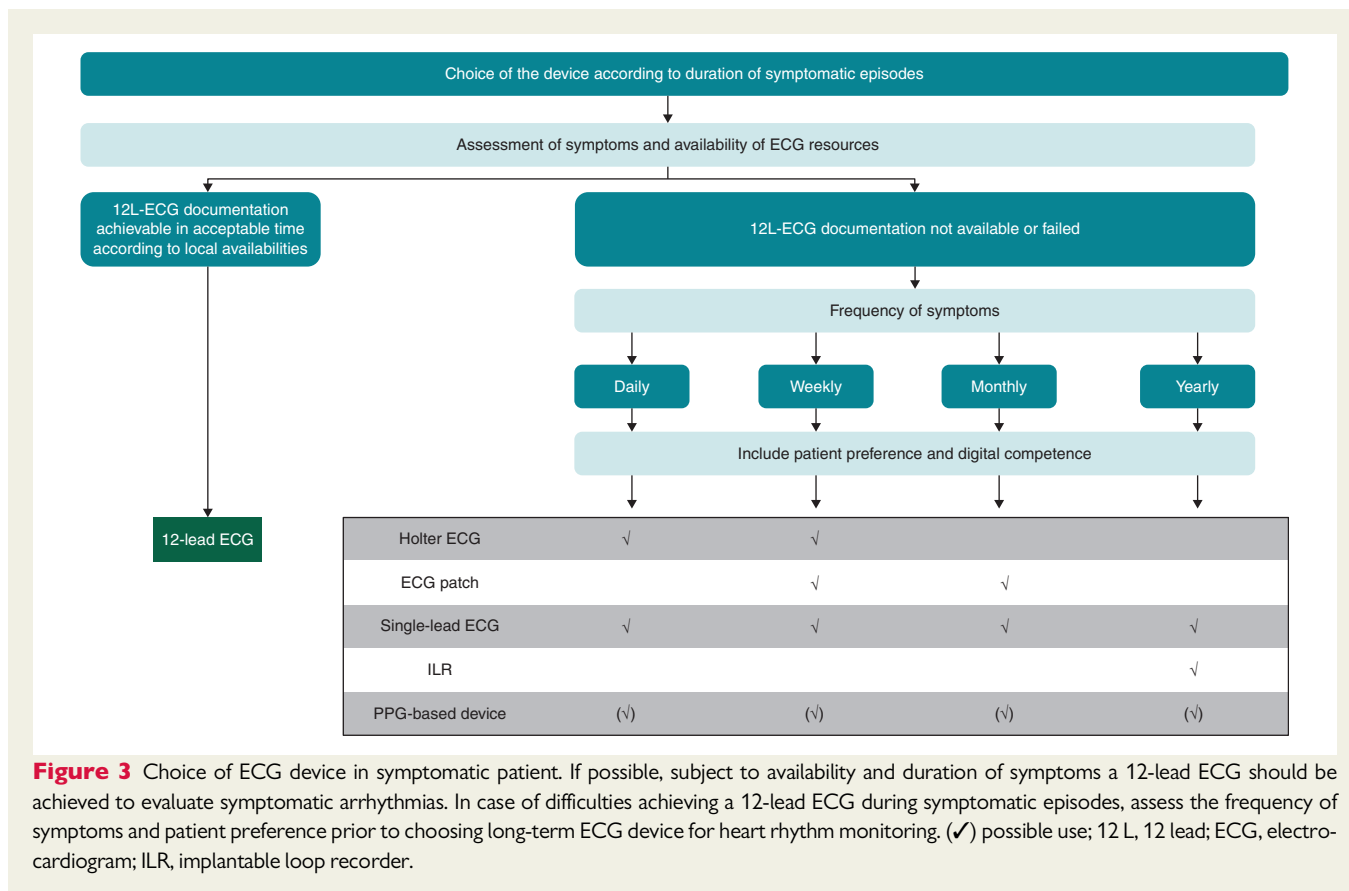 Choice of the device according to duration of symptomatic episodes
Assessment of symptoms and availability of ECG resources
12L-ECG documentation
achievable in acceptable time
according to local availabilities
12L-ECG documentation not available or failed
Frequency of symptoms
Daily
Weekly
Monthly
Yearly
Include patient preference and digital competence
12-lead ECG
Holter ECG √ √
ECG patch √ √
Single-lead ECG √ √ √ √
ILR √
PPG-based device (√) (√) (√) (√)
Figure 3 Choice of ECG device in symptomatic patient. If possible, subject to availability and duration of symptoms a 12-lead ECG should be
achieved to evaluate symptomatic arrhythmias. In case of difficulties achieving a 12-lead ECG during symptomatic episodes, assess the frequency of
symptoms and patient preference prior to choosing long-term ECG device for heart rhythm monitoring. (✓) possible use; 12 L, 12 lead; ECG, electro-
cardiogram; ILR, implantable loop recorder.